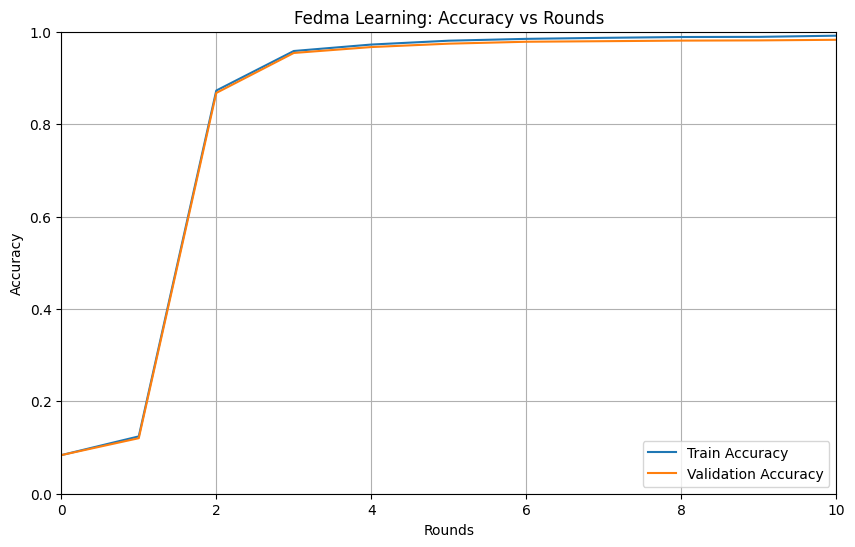 Fedma Learning: Accuracy vs Rounds
1.0
0.8
0.6
0.4
0.2
0.0
Accuracy
0 2 4 6 8 10
Rounds
Train Accuracy
Validation Accuracy